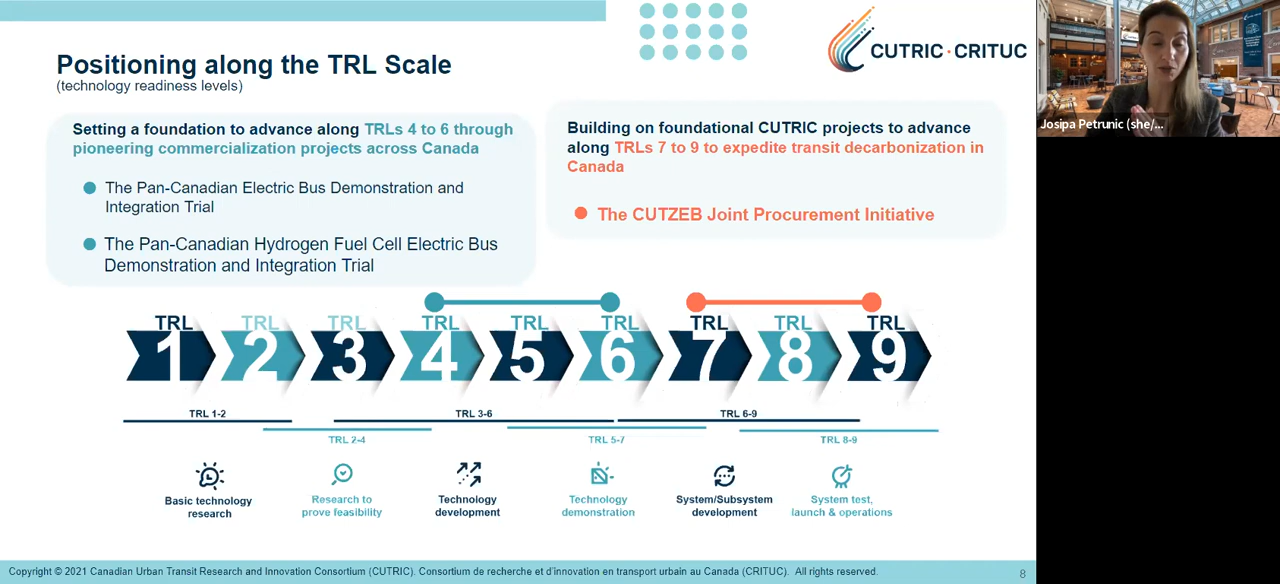 CUTRIC · CRITUC
Positioning along the TRL Scale
(technology readiness levels)
Setting a foundation to advance along TRLs 4 to 6 through
pioneering commercialization projects across Canada
The Pan-Canadian Electric Bus Demonstration and
Integration Trial
The Pan-Canadian Hydrogen Fuel Cell Electric Bus
Demonstration and Integration Trial
Building on foundational CUTRIC projects to advance
along TRLs 7 to 9 to expedite transit decarbonization in
Canada
The CUTZEB Joint Procurement Initiative
TRL TRL TRL TRL TRL TRL TRL TRL TRL
1 2 3 4 5 6 7 8 9
TRL 1-2 TRL 3-6 TRL 6-9
TRL 2-4 TRL 5-7 TRL 8-9
Basic technology
research
Research to
prove feasibility
Technology
development
Technology
demonstration
System/Subsystem
development
System test,
launch & operations
Copyright © 2021 Canadian Urban Transit Research and Innovation Consortium (CUTRIC). Consortium de recherche et d'innovation en transport urbain au Canada (CRITUC). All rights reserved.
8
Josipa Petrunic (she/...